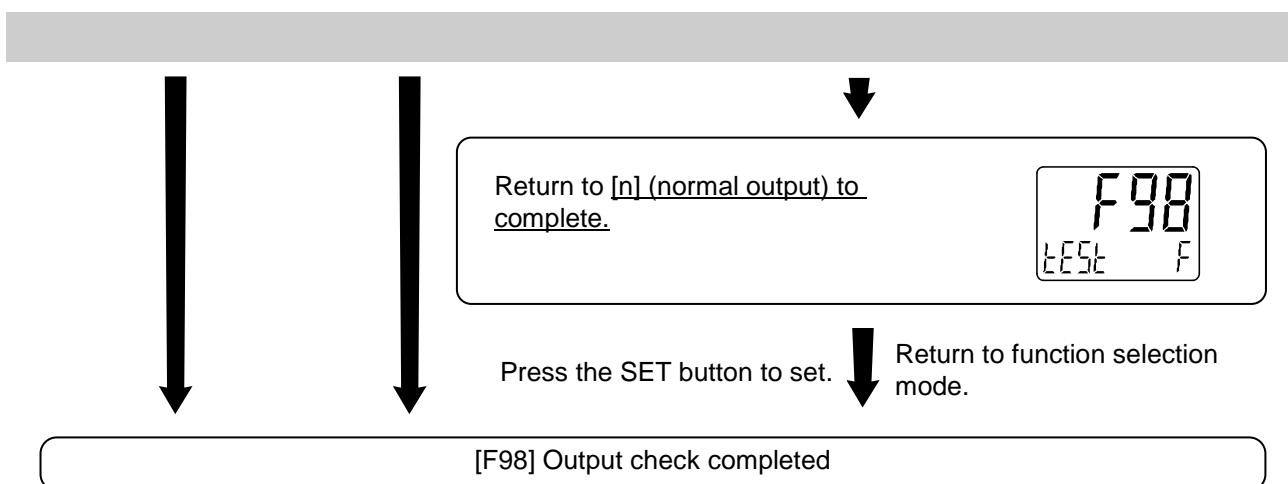 Return to [n] (normal output) to
complete.
F98
tESt F
Press the SET button to set.
Return to function selection
mode.
[F98] Output check completed